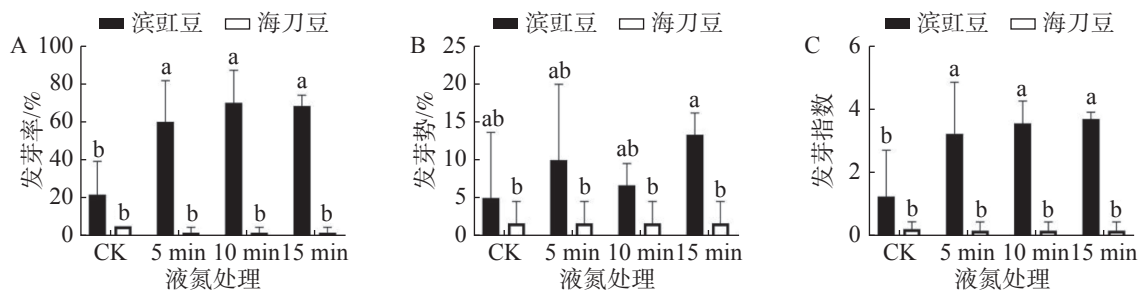 A
滨豇豆 海刀豆
发芽率/%
100
80
60
40
20
0
b b a b a b a b
CK 5 min 10 min 15 min
液氮处理
B
滨豇豆 海刀豆
发芽势/%
25
20
15
10
5
0
ab b ab b ab b a b
CK 5 min 10 min 15 min
液氮处理
C
滨豇豆 海刀豆
发芽指数
6
4
2
0
b b a b a b a b
CK 5 min 10 min 15 min
液氮处理